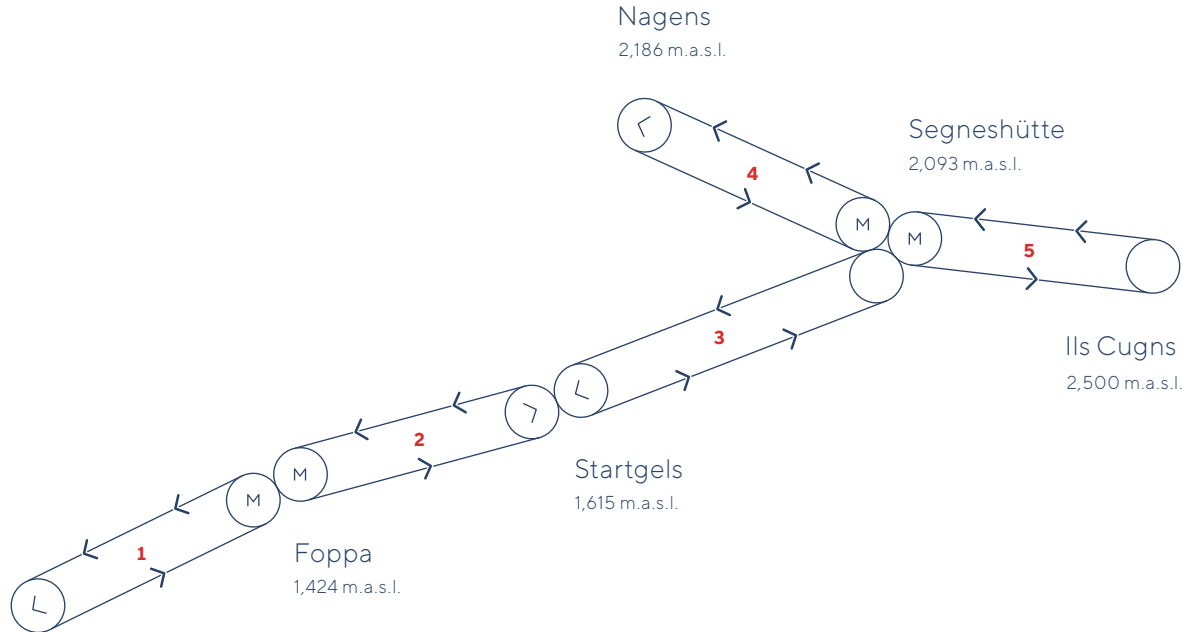 Nagens
2,186 m.a.s.l.
Segneshütte
2,093 m.a.s.l.
4
M
M
5
3
Ils Cugns
2,500 m.a.s.l.
L
L
L
2
Startgels
1,615 m.a.s.l.
M
M
Foppa
1,424 m.a.s.l.
1
L